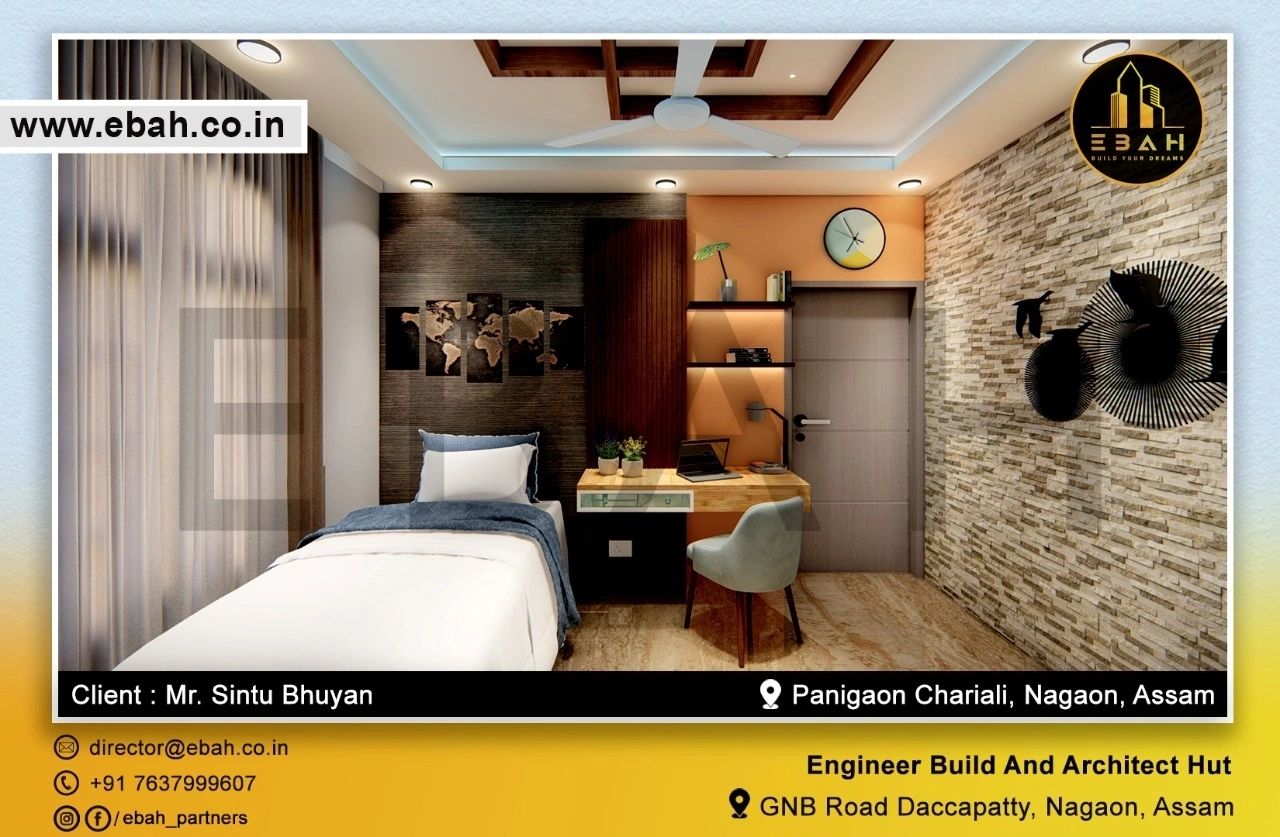 www.ebah.co.in
EBAH
BUILD YOUR DREAMS
EBAH
Client : Mr. Sintu Bhuyan
Panigaon Chariali, Nagaon, Assam
director@ebah.co.in
+91 7637999607
/ebah_partners
Engineer Build And Architect Hut
GNB Road Daccapatty, Nagaon, Assam